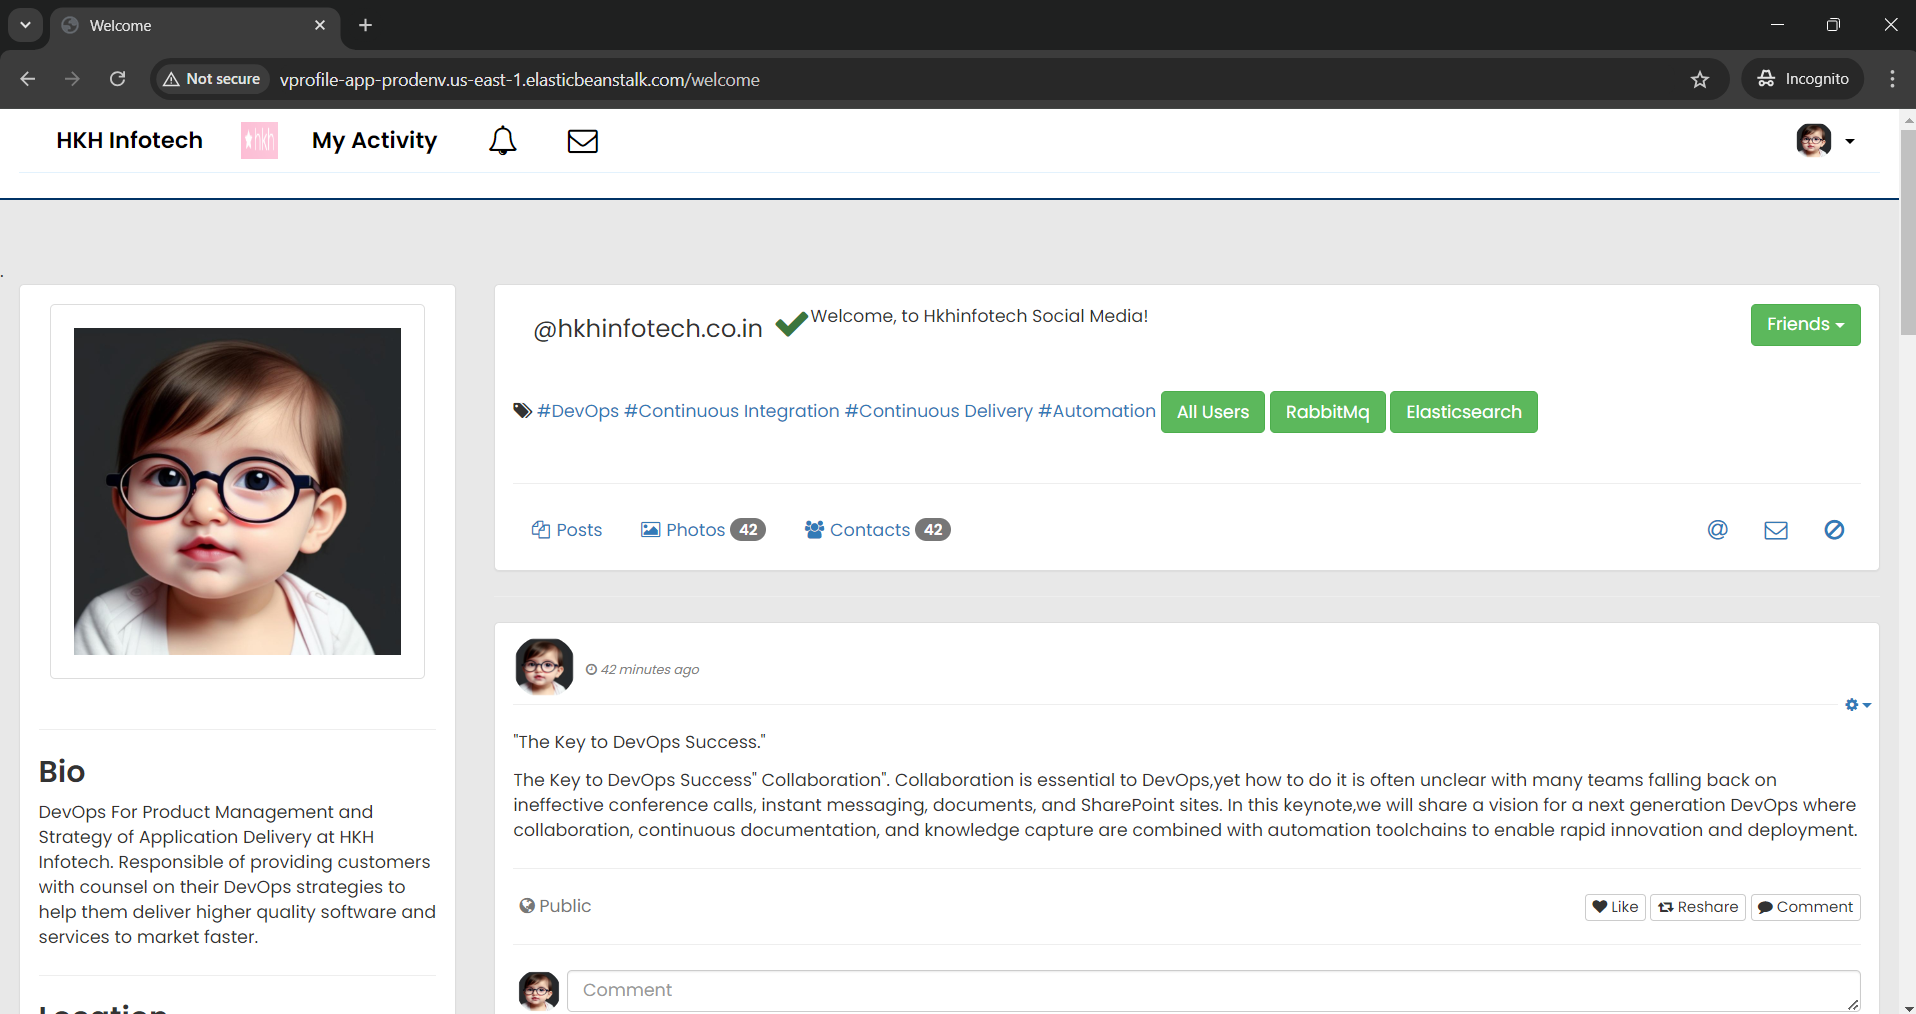 Welcome
Not secure
vprofile-app-prodenv.us-east-1.elasticbeanstalk.com/welcome
Incognito
HKH Infotech
hkh
My Activity
@hkhinfotech.co.in
Welcome, to Hkhinfotech Social Media!
Friends
#DevOps #Continuous Integration #Continuous Delivery #Automation All Users RabbitMq Elasticsearch
Posts Photos 42 Contacts 42
@
Bio
DevOps For Product Management and
Strategy of Application Delivery at HKH
Infotech. Responsible of providing customers
with counsel on their DevOps strategies to
help them deliver higher quality software and
services to market faster.
Location
42 minutes ago
"The Key to DevOps Success."
The Key to DevOps Success" Collaboration". Collaboration is essential to DevOps,yet how to do it is often unclear with many teams falling back on
ineffective conference calls, instant messaging, documents, and SharePoint sites. In this keynote,we will share a vision for a next generation DevOps where
collaboration, continuous documentation, and knowledge capture are combined with automation toolchains to enable rapid innovation and deployment.
Public
Like Reshare Comment
Comment